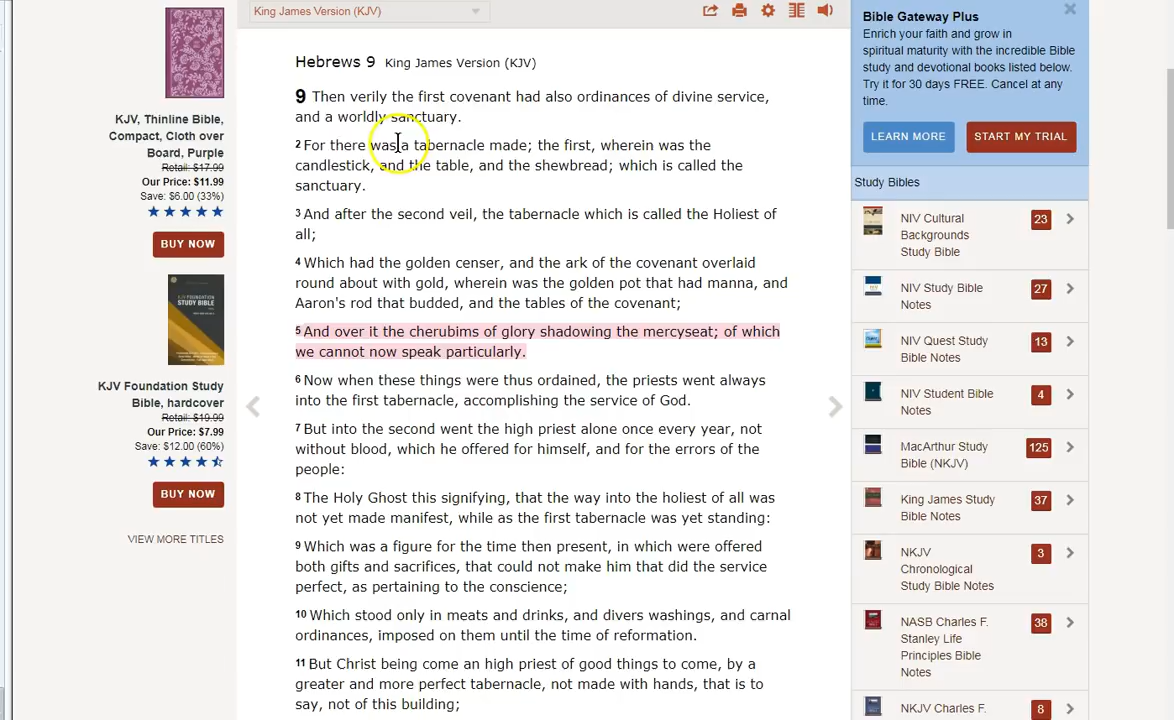 KJV, Thinline Bible,
Compact, Cloth over
Board, Purple
Retail: $17.99
Our Price: $11.99
Save: $6.00 (33%)
BUY NOW
KJV Foundation Study
Bible, hardcover
Retail: $19.99
Our Price: $7.99
Save: $12.00 (60%)
BUY NOW
VIEW MORE TITLES
King James Version (KJV)
Hebrews 9 King James Version (KJV)
9 Then verily the first covenant had also ordinances of divine service,
and a worldly sanctuary.
2 For there was a tabernacle made; the first, wherein was the
candlestick, and the table, and the shewbread; which is called the
sanctuary.
3 And after the second veil, the tabernacle which is called the Holiest of
all;
4 Which had the golden censer, and the ark of the covenant overlaid
round about with gold, wherein was the golden pot that had manna, and
Aaron's rod that budded, and the tables of the covenant;
5 And over it the cherubims of glory shadowing the mercyseat; of which
we cannot now speak particularly.
6 Now when these things were thus ordained, the priests went always
into the first tabernacle, accomplishing the service of God.
7 But into the second went the high priest alone once every year, not
without blood, which he offered for himself, and for the errors of the
people:
8 The Holy Ghost this signifying, that the way into the holiest of all was
not yet made manifest, while as the first tabernacle was yet standing:
9 Which was a figure for the time then present, in which were offered
both gifts and sacrifices, that could not make him that did the service
perfect, as pertaining to the conscience;
10 Which stood only in meats and drinks, and divers washings, and carnal
ordinances, imposed on them until the time of reformation.
11 But Christ being come an high priest of good things to come, by a
greater and more perfect tabernacle, not made with hands, that is to
say, not of this building;
Bible Gateway Plus
Enrich your faith and grow in
spiritual maturity with the incredible Bible
study and devotional books listed below.
Try it for 30 days FREE. Cancel at any
time.
LEARN MORE START MY TRIAL
Study Bibles
NIV Cultural 23
Backgrounds
Study Bible
NIV Study Bible 27
Notes
NIV Quest Study 13
Bible Notes
NIV Student Bible 4
Notes
MacArthur Study 125
Bible (NKJV)
King James Study 37
Bible Notes
NKJV 3
Chronological
Study Bible Notes
NASB Charles F. 38
Stanley Life
Principles Bible
Notes
NKJV Charles F. 8